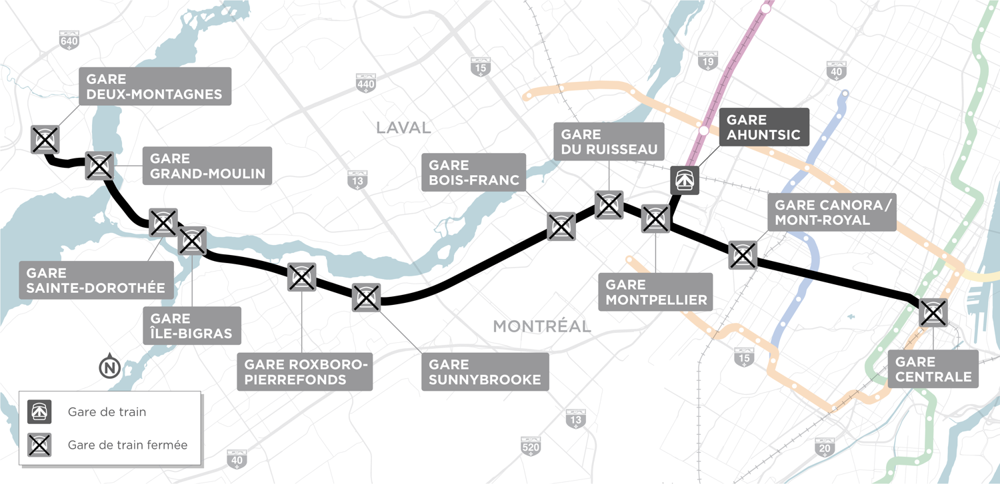 640
GARE
DEUX-MONTAGNES
440
15
19
40
LAVAL
GARE
AHUNTSIC
GARE
DU RUISSEAU
GARE
GRAND-MOULIN
GARE
BOIS-FRANC
13
GARE CANORA/
MONT-ROYAL
GARE
SAINTE-DOROTHÉE
GARE
MONTPELLIER
GARE
ÎLE-BIGRAS
MONTRÉAL
N
GARE ROXBORO-
PIERREFONDS
GARE
SUNNYBROOKE
15
GARE
CENTRALE
Gare de train
Gare de train fermée
13
520
20
40